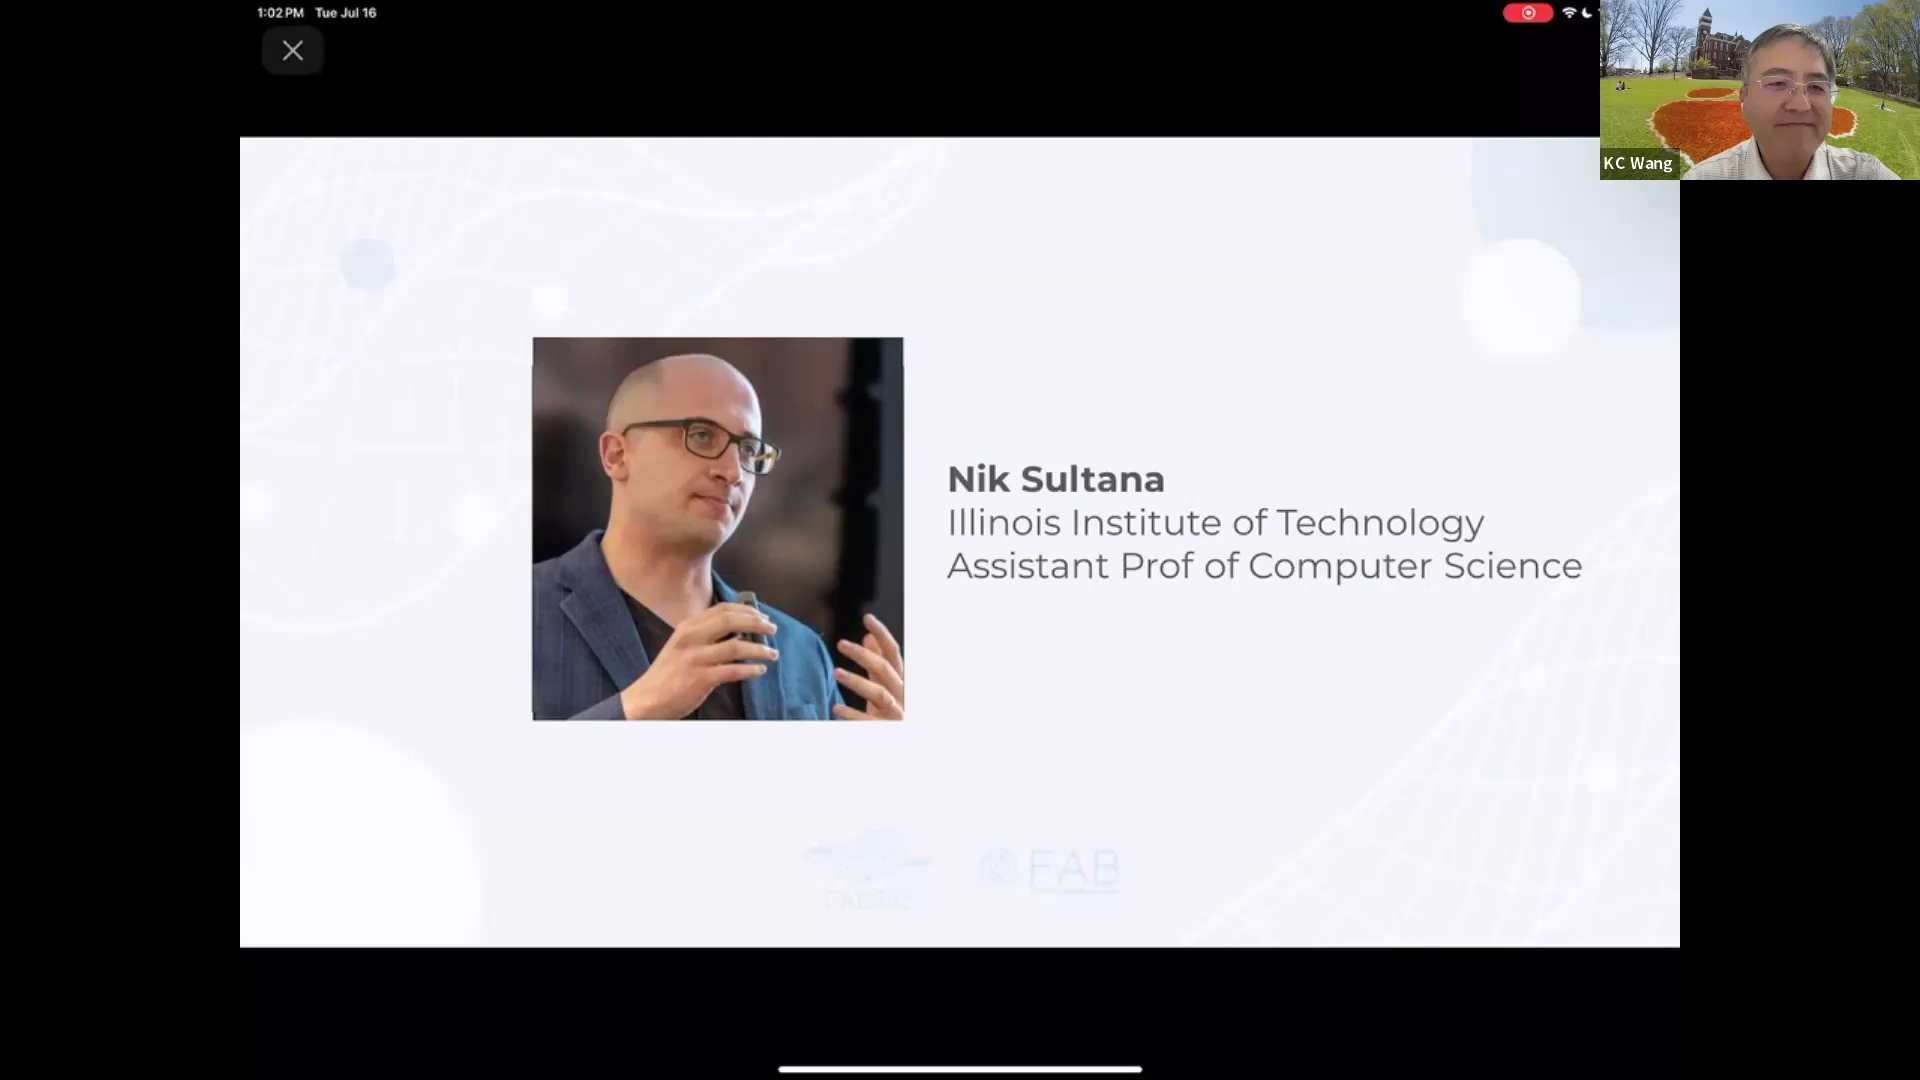 1:02 PM Tue Jul 16
KC Wang
Nik Sultana
Illinois Institute of Technology
Assistant Prof of Computer Science
FAB